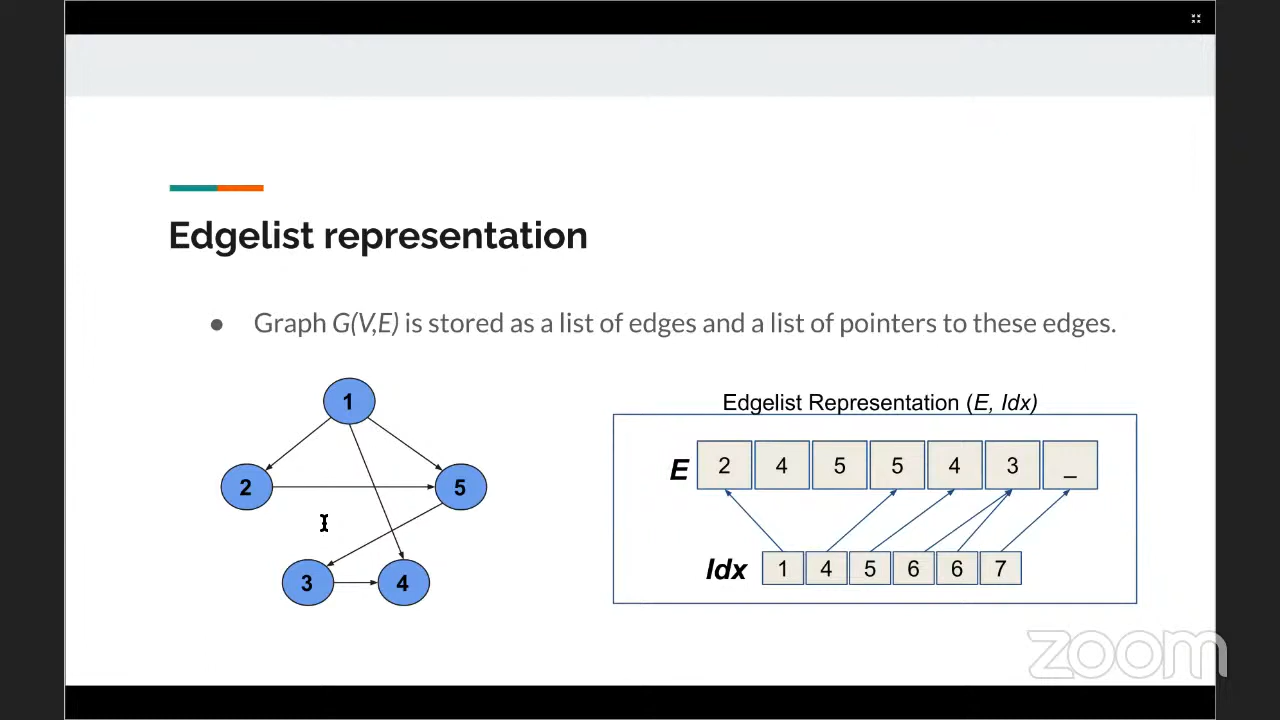 Edgelist representation
● Graph G(V,E) is stored as a list of edges and a list of pointers to these edges.
1
2 5
3 4
Edgelist Representation (E, Idx)
E 2 4 5 5 4 3 _
Idx 1 4 5 6 6 7
zoom